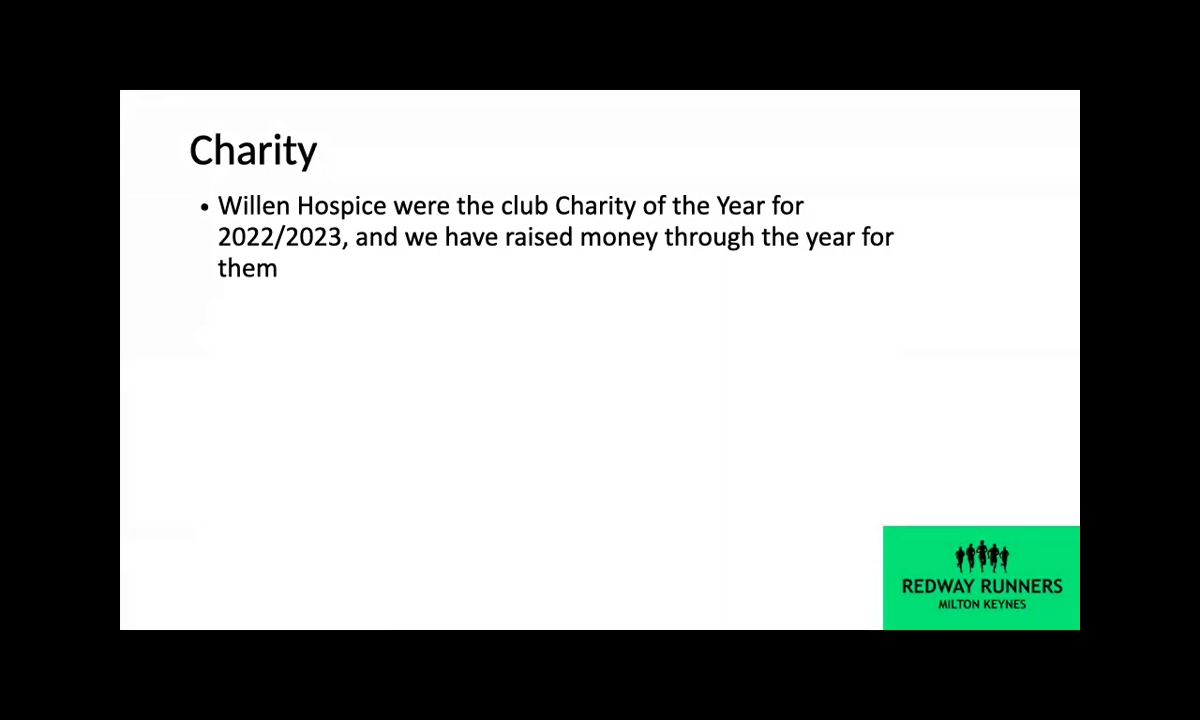 Charity
• Willen Hospice were the club Charity of the Year for
2022/2023, and we have raised money through the year for
them
REDWAY RUNNERS
MILTON KEYNES